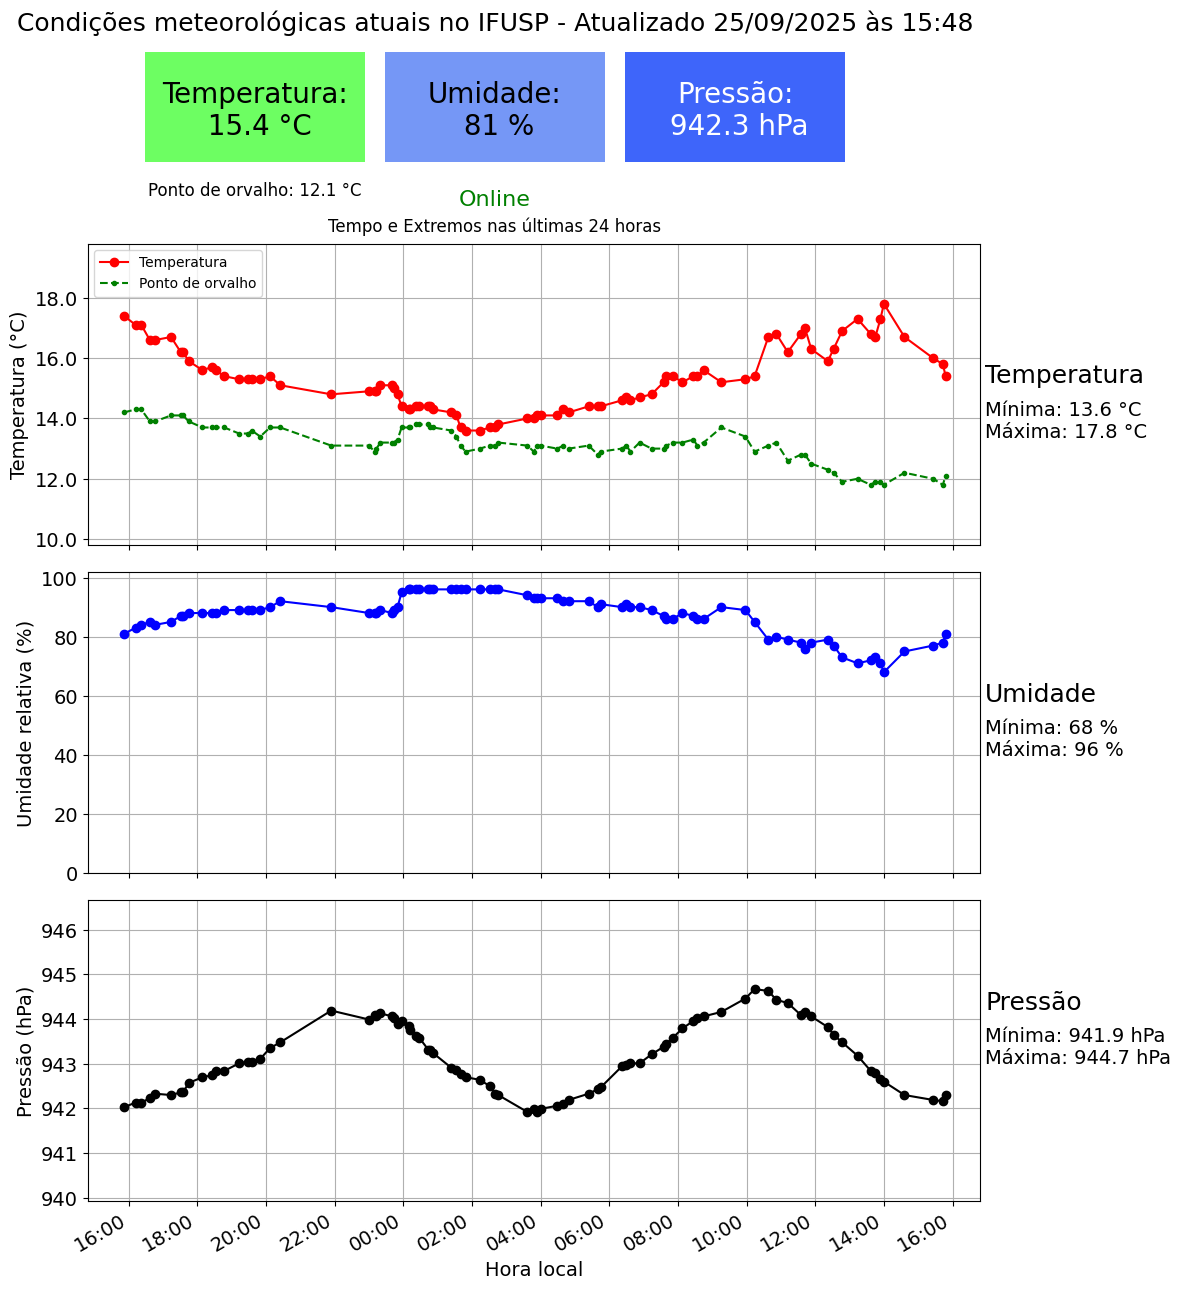 Condições meteorológicas atuais no IFUSP - Atualizado 25/09/2025 às 15:48
Temperatura:
15.4 °C
Umidade:
81 %
Pressão:
942.3 hPa
Ponto de orvalho: 12.1 °C
Online
Tempo e Extremos nas últimas 24 horas
Temperatura
Ponto de orvalho
Temperatura (°C)
18.0
16.0
14.0
12.0
10.0
Temperatura
Mínima: 13.6 °C
Máxima: 17.8 °C
Umidade relativa (%)
100
80
60
40
20
0
Umidade
Mínima: 68 %
Máxima: 96 %
Pressão (hPa)
946
945
944
943
942
941
940
Pressão
Mínima: 941.9 hPa
Máxima: 944.7 hPa
16:00 18:00 20:00 22:00 00:00 02:00 04:00 06:00 08:00 10:00 12:00 14:00 16:00
Hora local